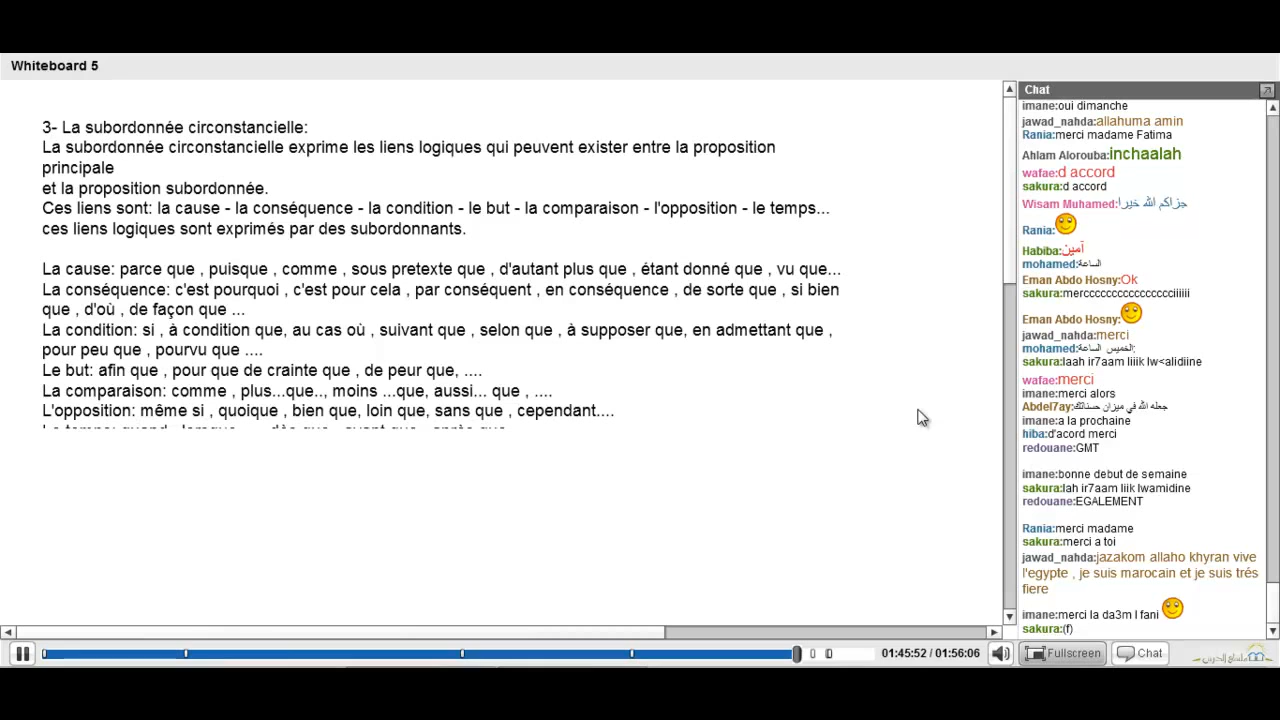 Whiteboard 5
3- La subordonnée circonstancielle:
La subordonnée circonstancielle exprime les liens logiques qui peuvent exister entre la proposition
principale
et la proposition subordonnée.
Ces liens sont: la cause - la conséquence - la condition - le but - la comparaison - l'opposition - le temps...
ces liens logiques sont exprimés par des subordonnants.
La cause: parce que , puisque , comme , sous pretexte que , d'autant plus que , étant donné que , vu que...
La conséquence: c'est pourquoi , c'est pour cela , par conséquent , en conséquence , de sorte que , si bien
que , d'où , de façon que ...
La condition: si , à condition que, au cas où , suivant que , selon que , à supposer que, en admettant que ,
pour peu que , pourvu que ....
Le but: afin que , pour que de crainte que , de peur que, ....
La comparaison: comme , plus...que.., moins ...que, aussi... que , ....
L'opposition: même si , quoique , bien que, loin que, sans que , cependant....
Chat
imane:oui dimanche
jawad_nahda:allahuma amin
Rania:merci madame Fatima
Ahlam Alorouba:inchaalah
wafae:d accord
sakura:d accord
Wisam Muhamed:جزاكم الله خيرا
Rania:
Habiba:آمين
mohamed:الساعة
Eman Abdo Hosny:Ok
sakura:merccccccccccccccciiiiii
Eman Abdo Hosny:
jawad_nahda:merci
mohamed:الخميس الساعة:
sakura:laah ir7aam liiik lw<alidiine
wafae:merci
imane:merci alors
Abdel7ay:جعله الله في ميزان حسناتك
imane:a la prochaine
hiba:d'acord merci
redouane:GMT
imane:bonne debut de semaine
sakura:lah ir7aam liik lwamidine
redouane:EGALEMENT
Rania:merci madame
sakura:merci a toi
jawad_nahda:jazakom allaho khyran vive
l'egypte , je suis marocain et je suis trés
fiere
imane:merci la da3m l fani
sakura:(f)
01:45:52 / 01:56:06
Fullscreen
Chat